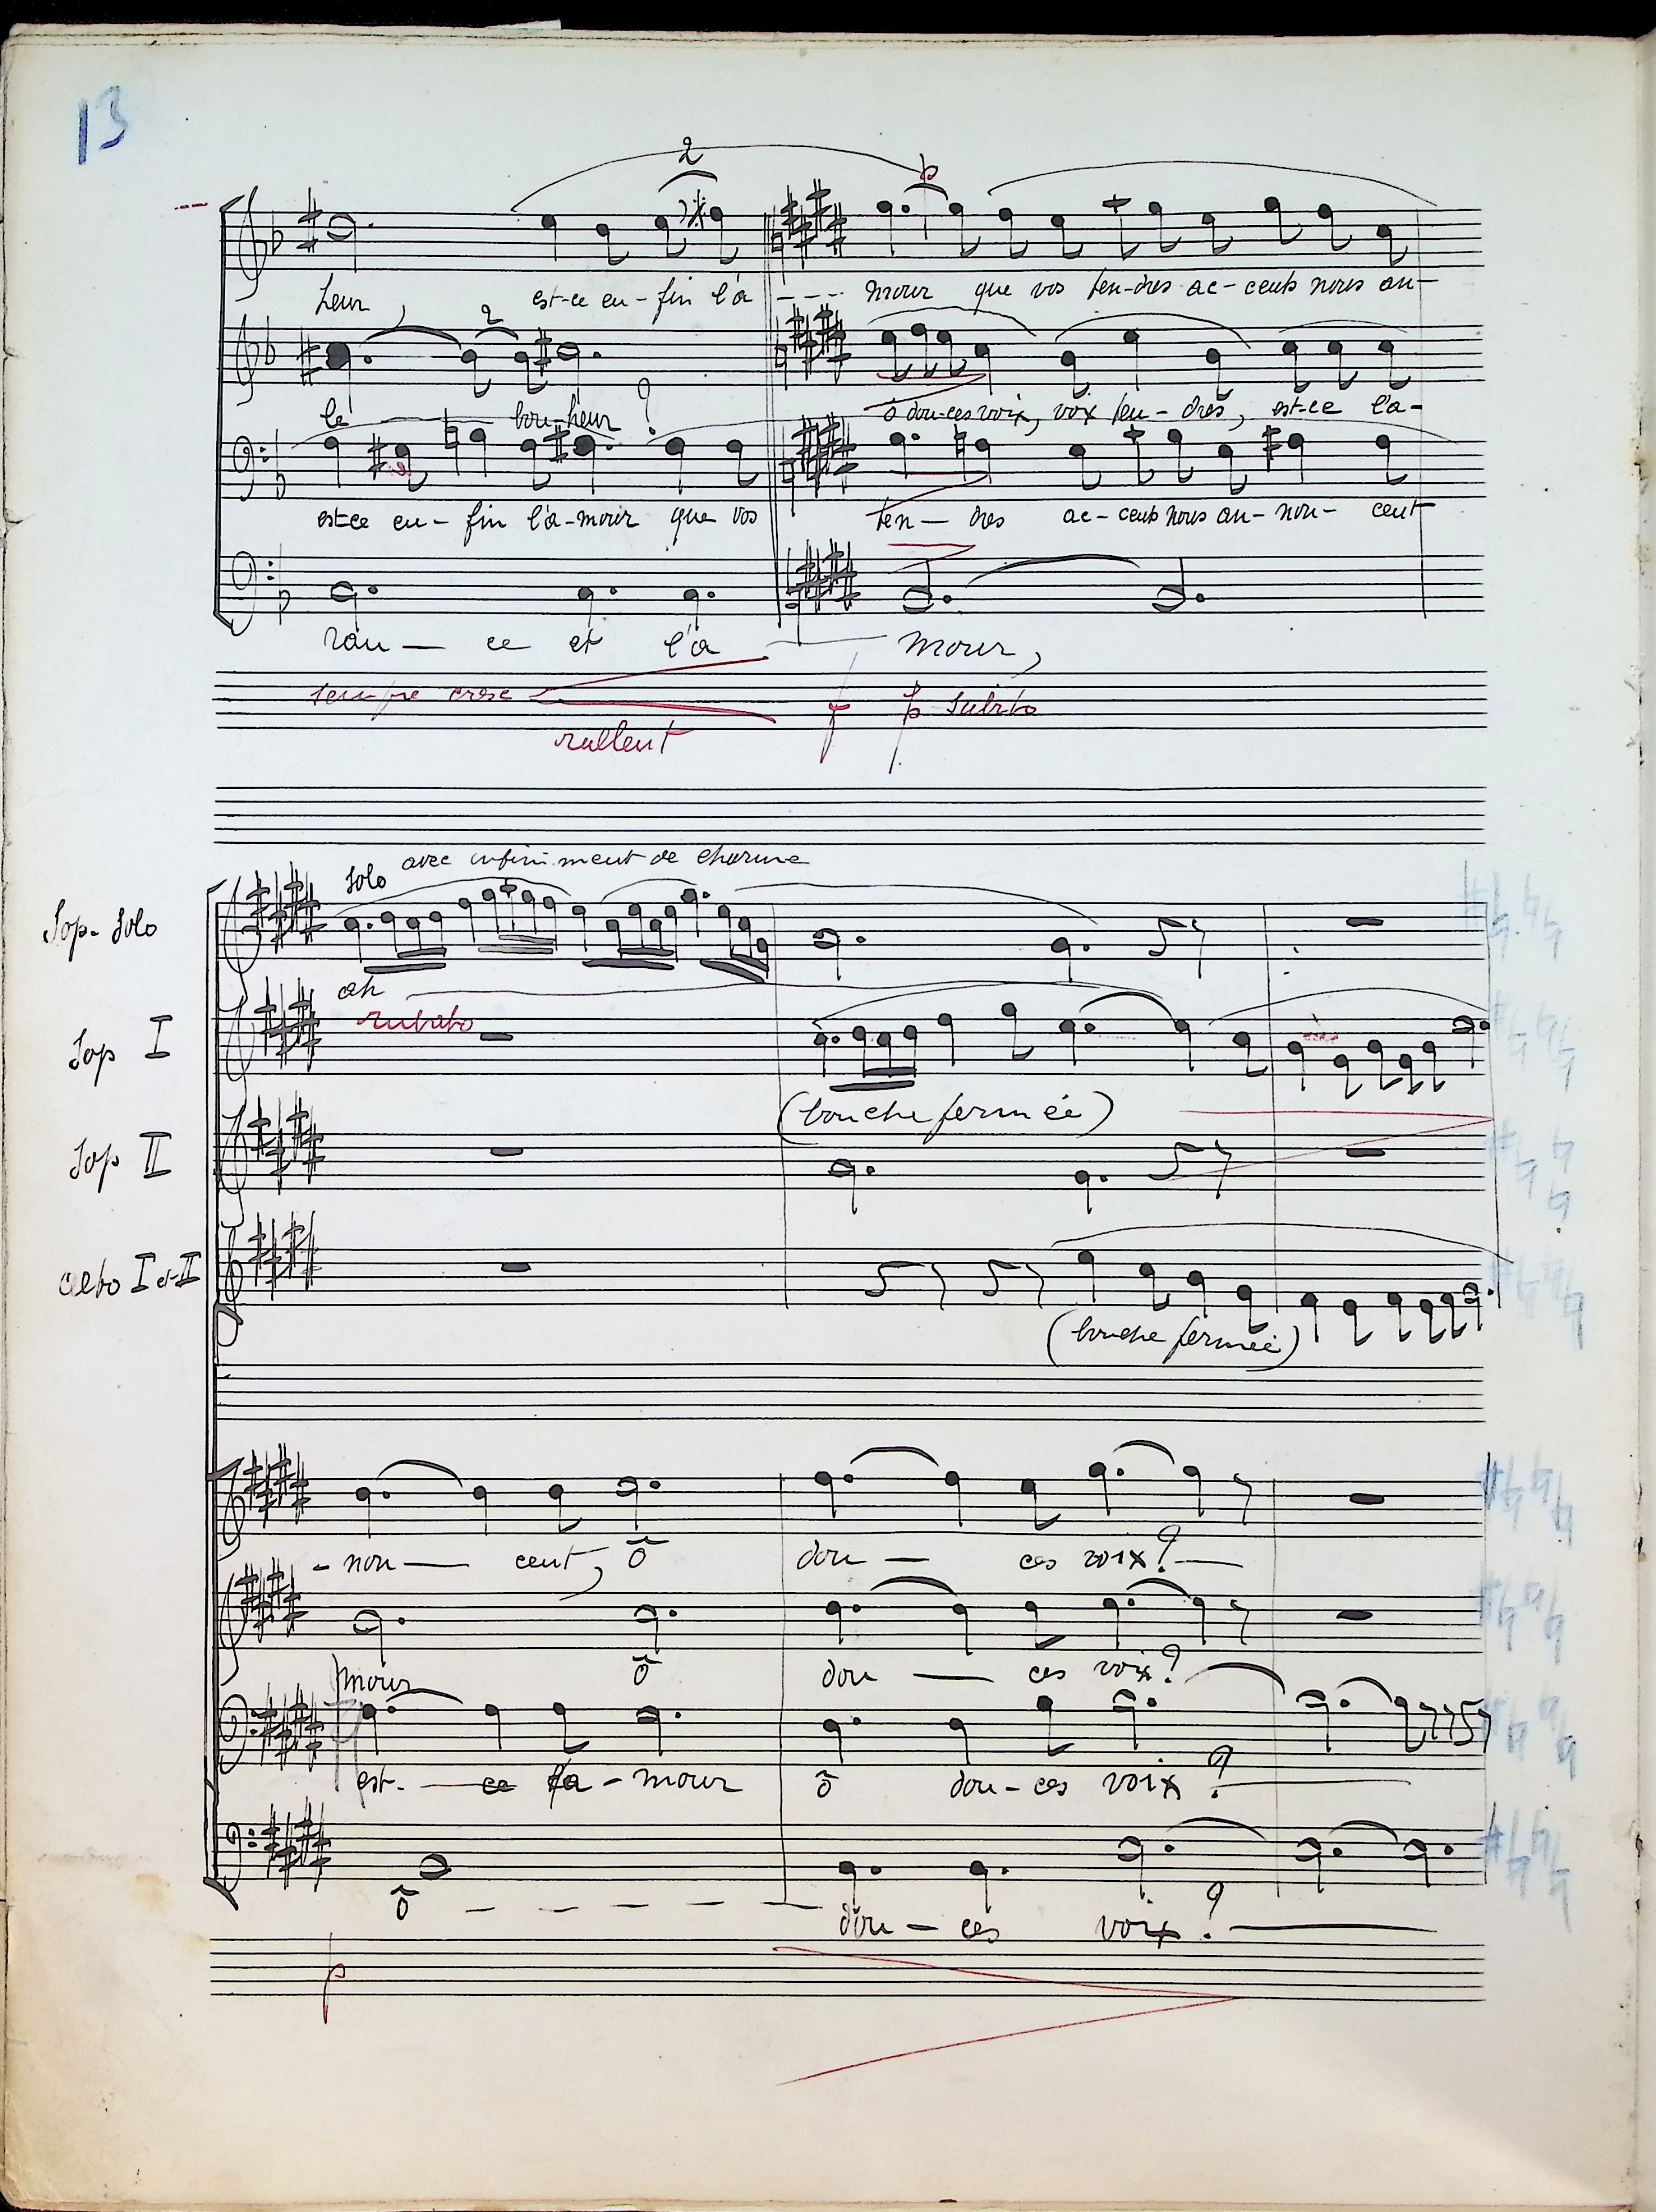 13
2
p
heur, est-ce en-fin l'a --- mour que vos ten-dres ac-cents nous an-
2
le bon-heur ? ô dou-ces voix, voix ten-dres, est-ce l'a-
est-ce en-fin l'a-mour que vos ten-dres ac-cents nous an-non-cent
ran-ce et l'a mour,
sempre cresc f p subito
rallent
solo avec infiniment de charme
Sop. Solo
ah
rubato
Sop I
(bouche fermée)
Sop II
alto I et II
(bouche fermée)
-non-cent, ô dou-ces voix ?
mour ô dou-ces voix ?
est-ce l'a-mour ô dou-ces voix ?
ô dou-ces voix ?
p